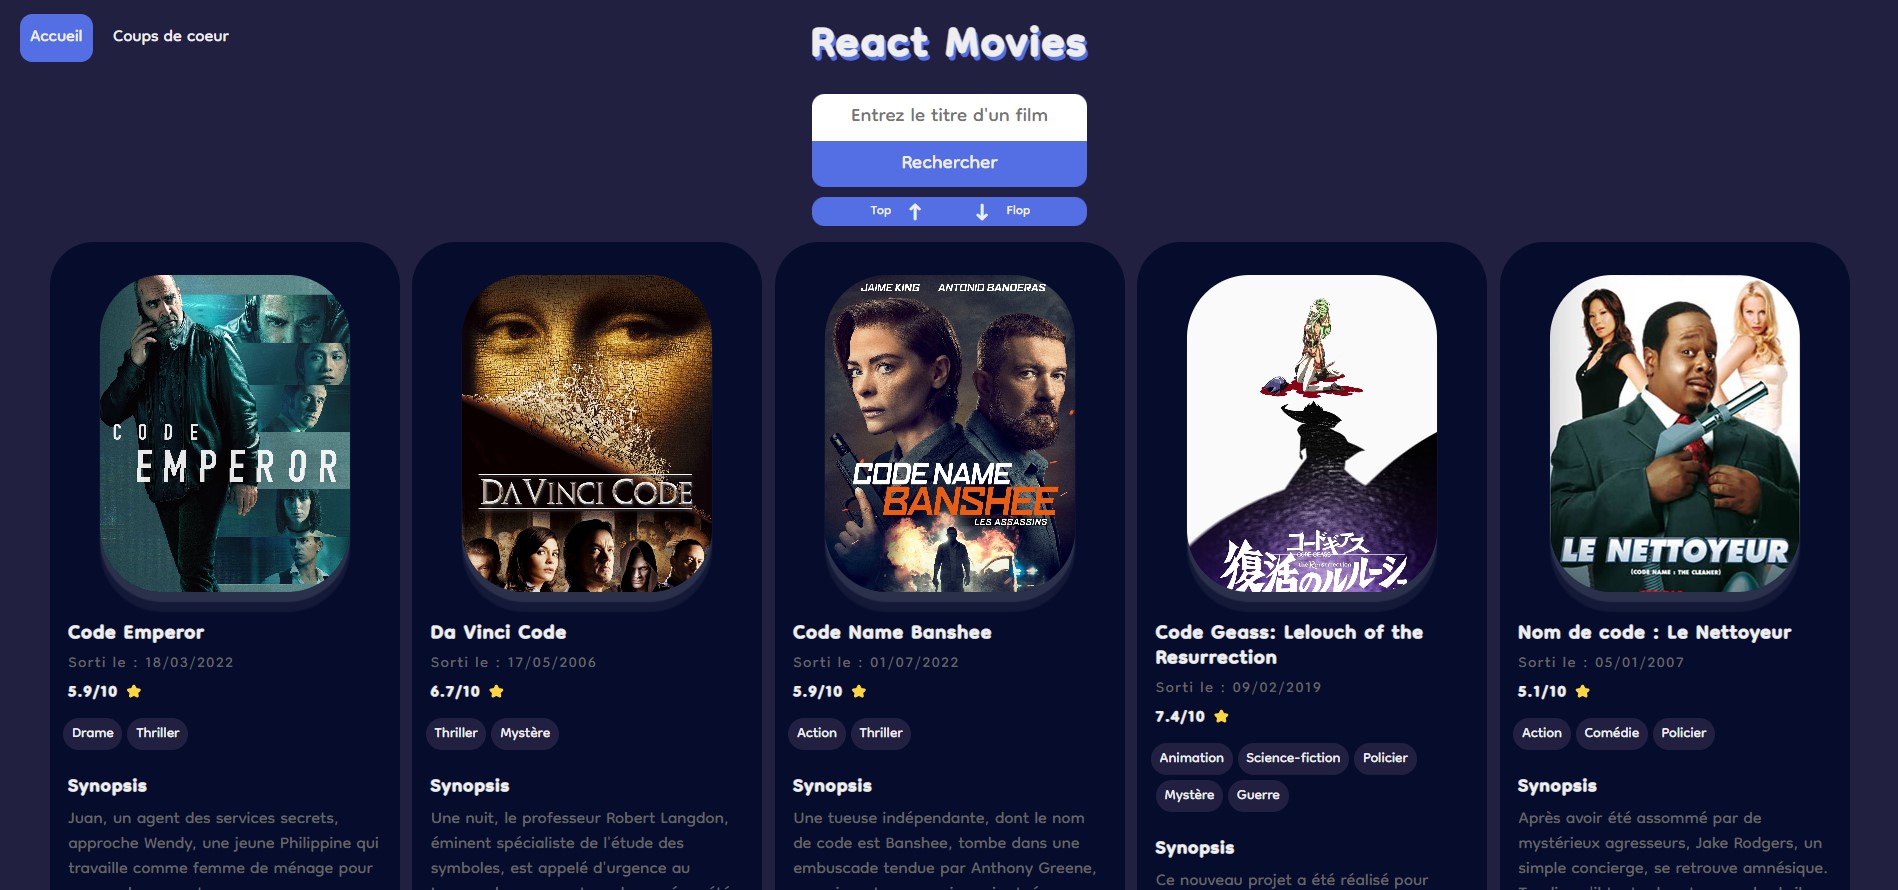 Accueil
Coups de coeur
React Movies
Entrez le titre d'un film
Rechercher
Top ↑ ↓ Flop
CODE
EMPEROR
Code Emperor
Sorti le : 18/03/2022
5.9/10
Drame Thriller
Synopsis
Juan, un agent des services secrets,
approche Wendy, une jeune Philippine qui
travaille comme femme de ménage pour
DA VINCI CODE
Da Vinci Code
Sorti le : 17/05/2006
6.7/10
Thriller Mystère
Synopsis
Une nuit, le professeur Robert Langdon,
éminent spécialiste de l'étude des
symboles, est appelé d'urgence au
JAIME KING ANTONIO BANDERAS
CODE NAME
BANSHEE
LES ASSASSINS
Code Name Banshee
Sorti le : 01/07/2022
5.9/10
Action Thriller
Synopsis
Une tueuse indépendante, dont le nom
de code est Banshee, tombe dans une
embuscade tendue par Anthony Greene,
コードギアス
復活のルルーシ
Code Geass: Lelouch of the
Resurrection
Sorti le : 09/02/2019
7.4/10
Animation Science-fiction Policier
Mystère Guerre
Synopsis
Ce nouveau projet a été réalisé pour
LE NETTOYEUR
(CODE NAME : THE CLEANER)
Nom de code : Le Nettoyeur
Sorti le : 05/01/2007
5.1/10
Action Comédie Policier
Synopsis
Après avoir été assommé par de
mystérieux agresseurs, Jake Rodgers, un
simple concierge, se retrouve amnésique.